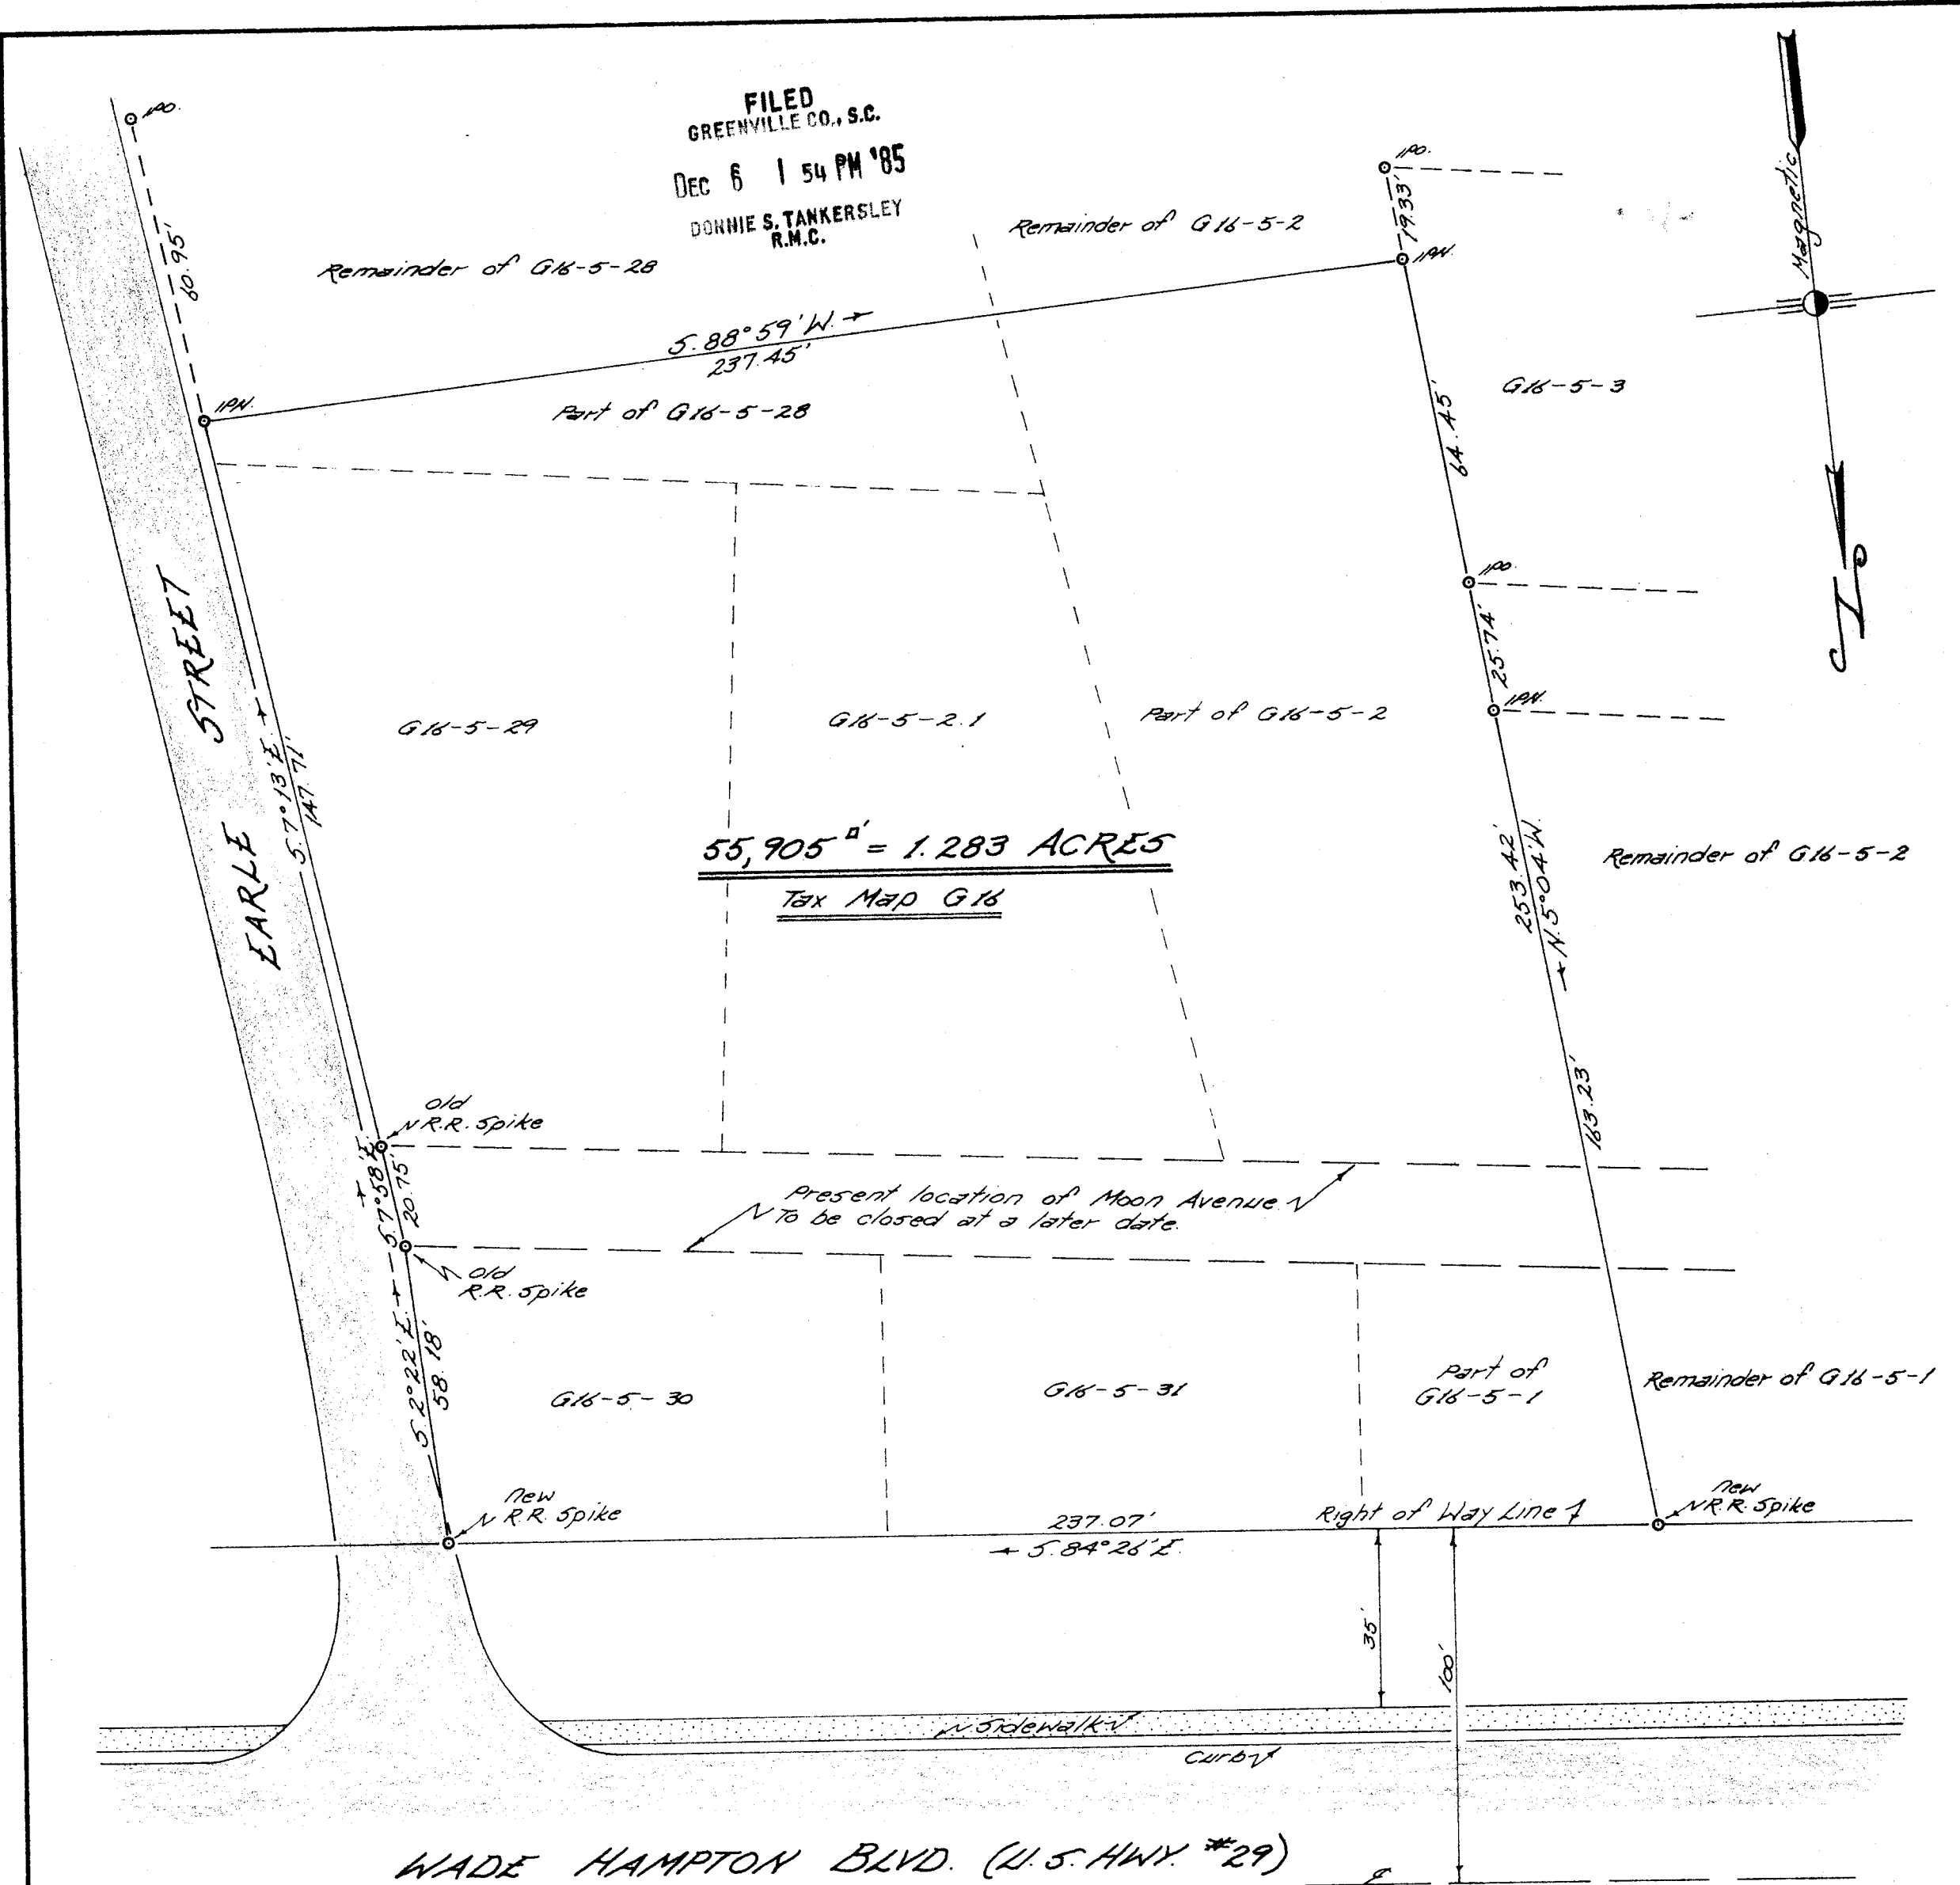 FILED
GREENVILLE CO., S.C.
DEC 6 1 54 PM '85
DONNIE S. TANKERSLEY
R.M.C.
I.P.O.
60.95'
Remainder of G16-5-28
Remainder of G16-5-2
I.P.O.
19.33'
I.P.N.
Magnetic
S.88°59'W.
237.45'
I.P.N.
Part of G16-5-28
G16-5-3
64.45'
I.P.O.
25.74'
I.P.N.
EARLE STREET
S.7°13'E.
147.71'
G16-5-29
G16-5-2.1
Part of G16-5-2
55,905 □' = 1.283 ACRES
Tax Map G16
253.42'
N.5°04'W.
Remainder of G16-5-2
163.23'
old
R.R. Spike
S.7°58'E.
20.75'
Present location of Moon Avenue
To be closed at a later date.
old
R.R. Spike
S.2°22'E.
58.18'
G16-5-30
G16-5-31
Part of
G16-5-1
Remainder of G16-5-1
new
R.R. Spike
237.07'
S.84°26'E.
Right of Way Line
new
R.R. Spike
35'
100'
Sidewalk
Curb
WADE HAMPTON BLVD. (U.S. HWY. #29)